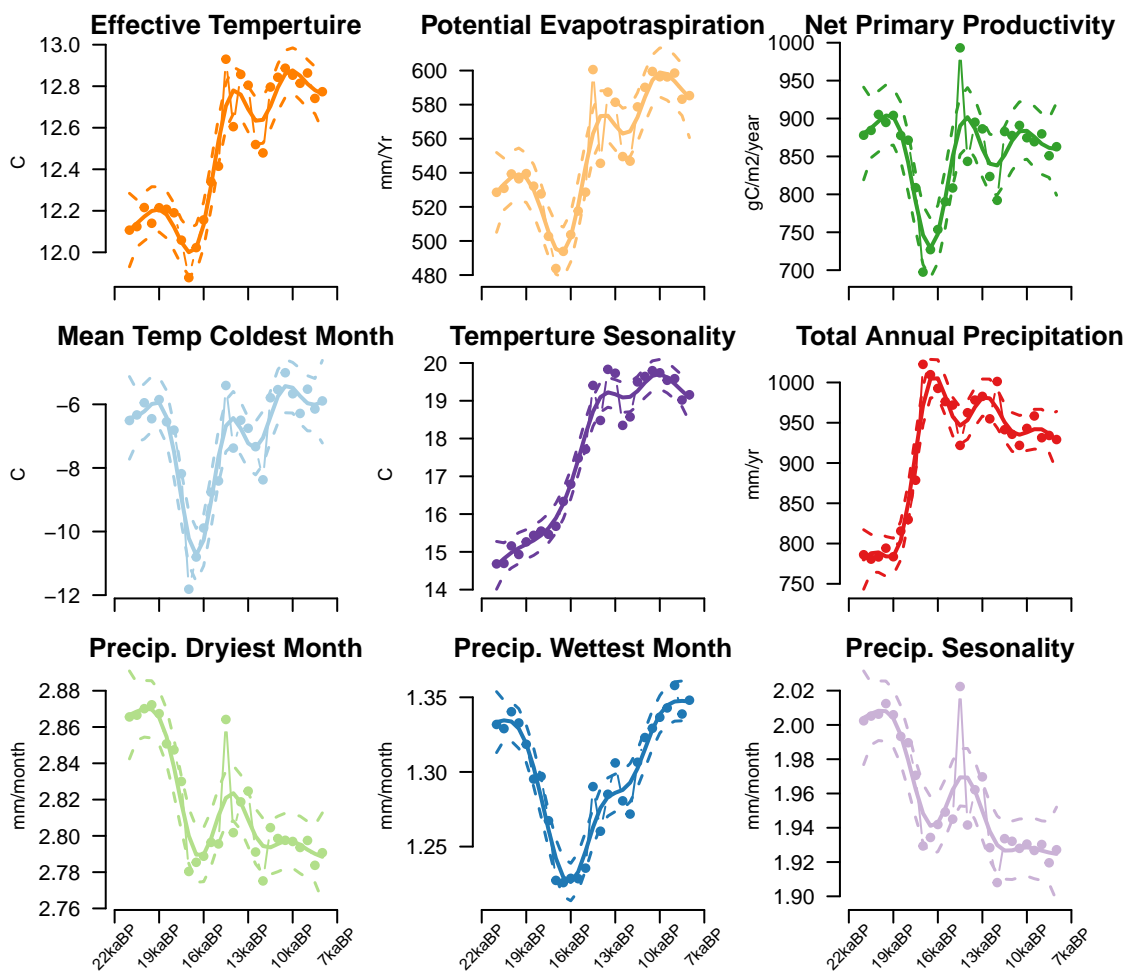 Effective Tempertuire
Potential Evapotraspiration
Net Primary Productivity
C
13.0
12.8
12.6
12.4
12.2
12.0
mm/Yr
600
580
560
540
520
500
480
gC/m2/year
1000
950
900
850
800
750
700
Mean Temp Coldest Month
Temperture Sesonality
Total Annual Precipitation
C
−6
−8
−10
−12
C
20
19
18
17
16
15
14
mm/yr
1000
950
900
850
800
750
Precip. Dryiest Month
Precip. Wettest Month
Precip. Sesonality
mm/month
2.88
2.86
2.84
2.82
2.80
2.78
2.76
mm/month
1.35
1.30
1.25
mm/month
2.02
2.00
1.98
1.96
1.94
1.92
1.90
22kaBP
19kaBP
16kaBP
13kaBP
10kaBP
7kaBP
22kaBP
19kaBP
16kaBP
13kaBP
10kaBP
7kaBP
22kaBP
19kaBP
16kaBP
13kaBP
10kaBP
7kaBP